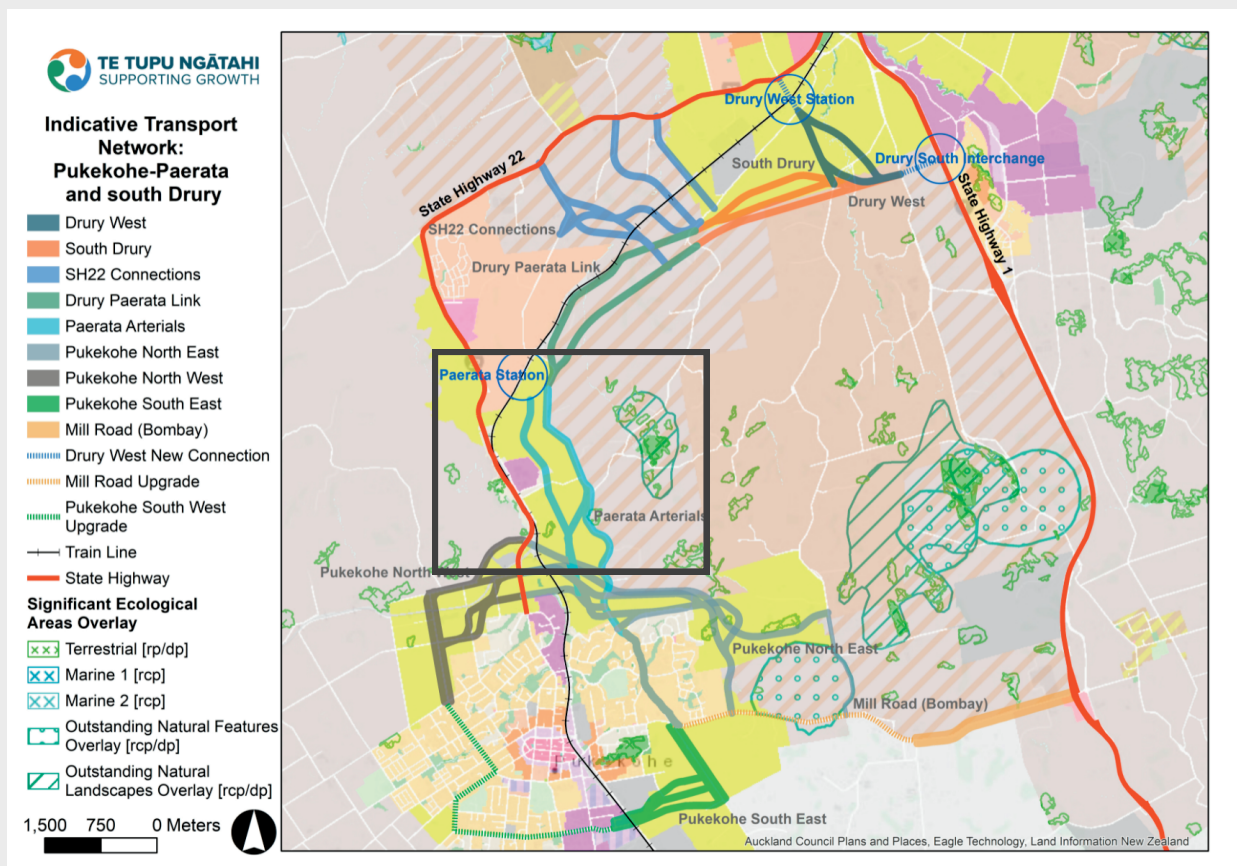 TE TUPU NGĀTAHI
SUPPORTING GROWTH
Indicative Transport
Network:
Pukekohe-Paerata
and south Drury
Drury West
South Drury
SH22 Connections
Drury Paerata Link
Paerata Arterials
Pukekohe North East
Pukekohe North West
Pukekohe South East
Mill Road (Bombay)
Drury West New Connection
Mill Road Upgrade
Pukekohe South West
Upgrade
Train Line
State Highway
Significant Ecological
Areas Overlay
Terrestrial [rp/dp]
Marine 1 [rcp]
Marine 2 [rcp]
Outstanding Natural Features
Overlay [rcp/dp]
Outstanding Natural
Landscapes Overlay [rcp/dp]
1,500 750 0 Meters
Drury West Station
South Drury
Drury South Interchange
State Highway 22
Drury West
State Highway 1
SH22 Connections
Drury Paerata Link
Paerata Station
Paerata Arterials
Pukekohe North West
Pukekohe North East
Mill Road (Bombay)
Pukekohe
Pukekohe South East
Auckland Council Plans and Places, Eagle Technology, Land Information New Zealand